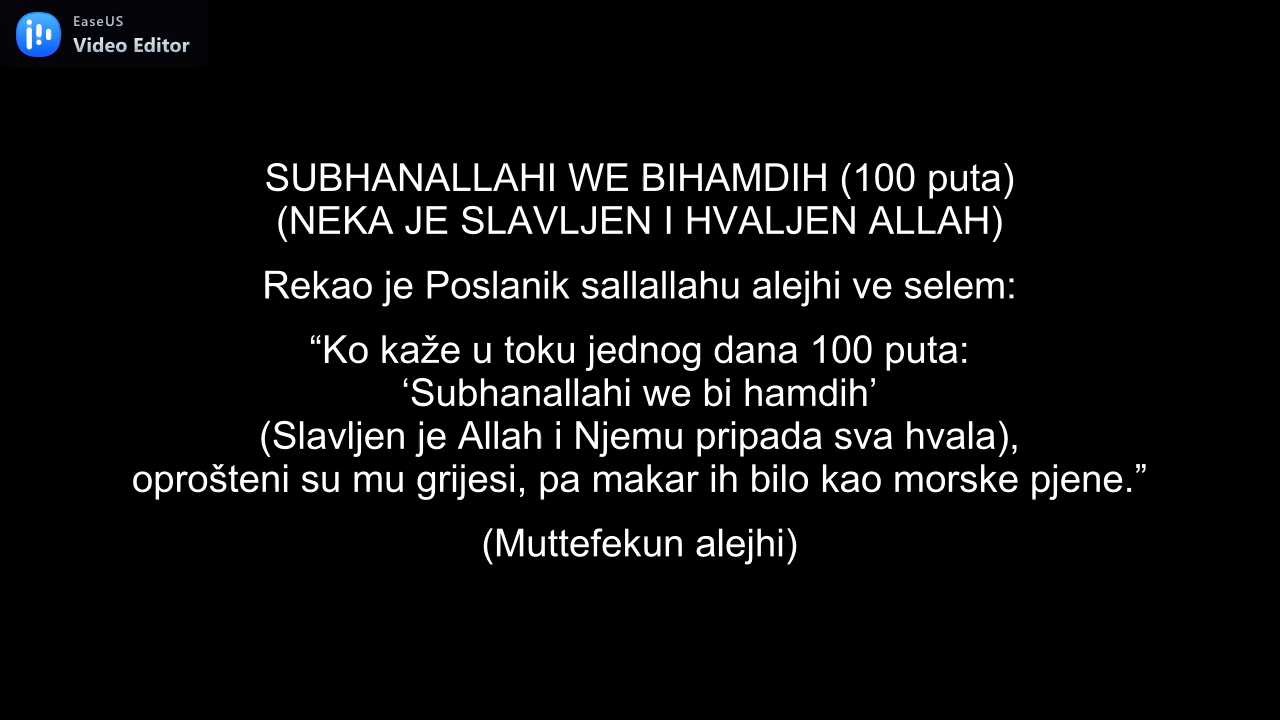 EaseUS
Video Editor
SUBHANALLAHI WE BIHAMDIH (100 puta)
(NEKA JE SLAVLJEN I HVALJEN ALLAH)
Rekao je Poslanik sallallahu alejhi ve selem:
“Ko kaže u toku jednog dana 100 puta:
‘Subhanallahi we bi hamdih’
(Slavljen je Allah i Njemu pripada sva hvala),
oprošteni su mu grijesi, pa makar ih bilo kao morske pjene.”
(Muttefekun alejhi)